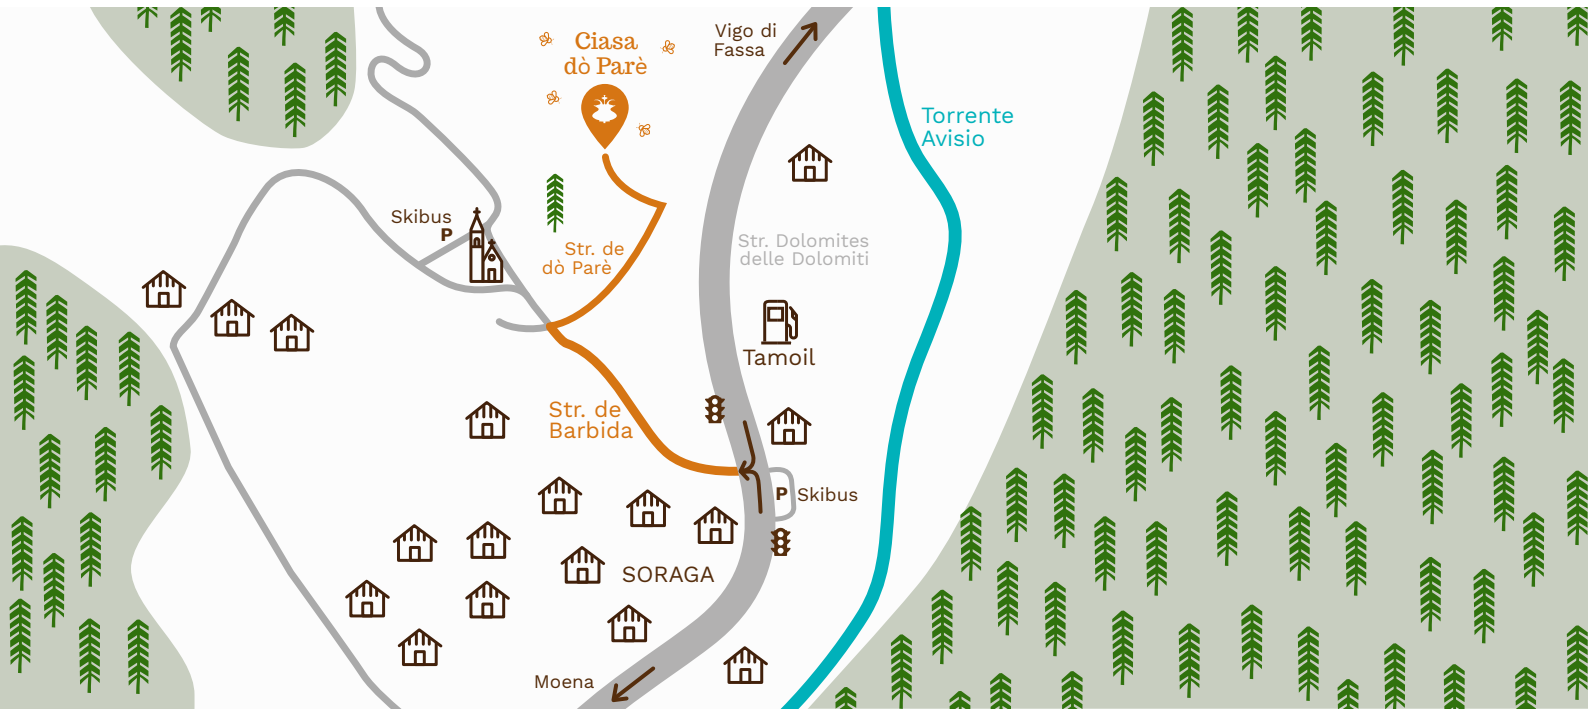 Vigo di
Fassa
Ciasa
dò Parè
Torrente
Avisio
Skibus
P
Str. de
dò Parè
Str. Dolomites
delle Dolomiti
Tamoil
Str. de
Barbida
P Skibus
SORAGA
Moena